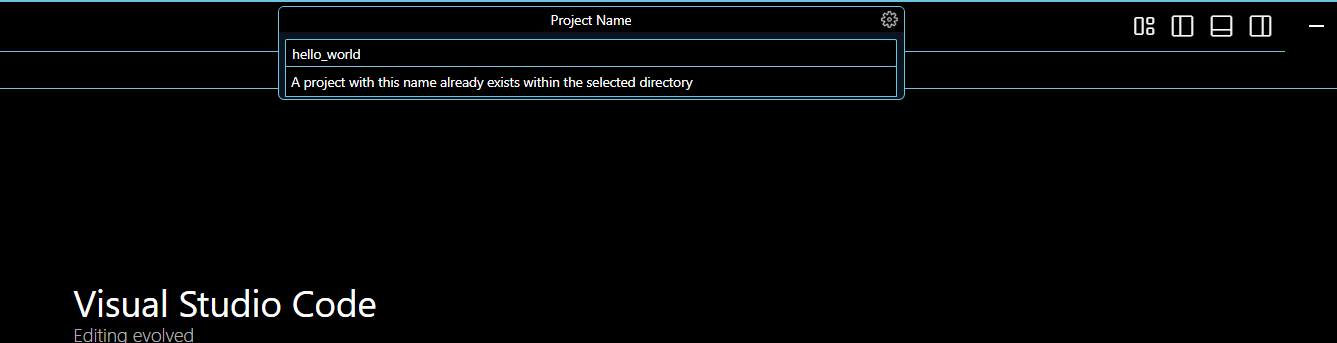 Project Name
hello_world
A project with this name already exists within the selected directory
Visual Studio Code
Editing evolved